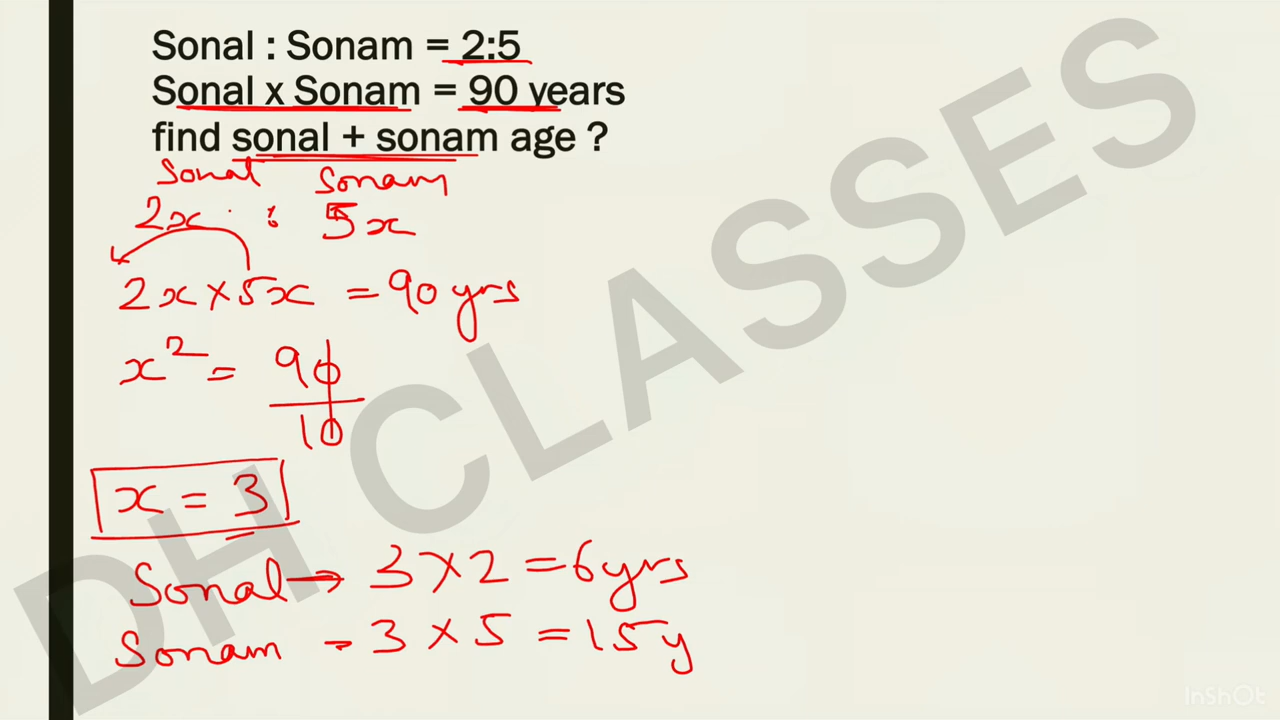 Sonal : Sonam = 2:5
Sonal x Sonam = 90 years
find sonal + sonam age ?
Sonal Sonam
2x : 5x
2x × 5x = 90 yrs
x² = 90
10
x = 3
Sonal → 3 × 2 = 6 yrs
Sonam - 3 × 5 = 15 y
DH CLASSES
InShOt